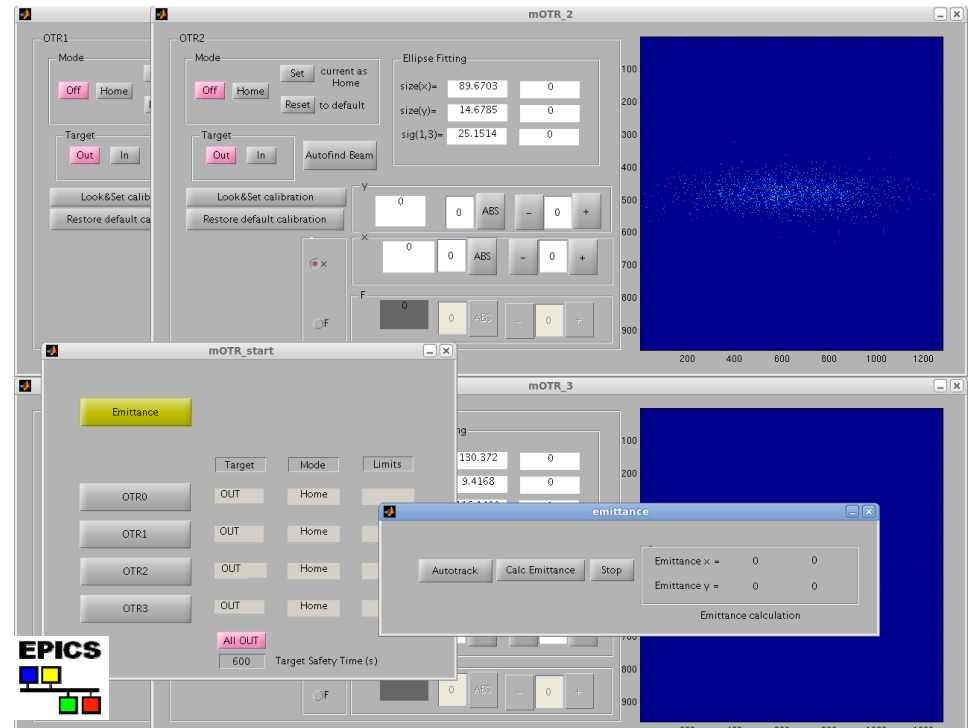 mOTR_2
OTR1
Mode
Off Home
Target
Out In
Look&Set calib
Restore default ca
OTR2
Mode
Off Home
Set current as Home
Reset to default
Target
Out In
Autofind Beam
Look&Set calibration
Restore default calibration
Ellipse Fitting
size(x)= 89.6703 0
size(y)= 14.6785 0
sig(1,3)= 25.1514 0
y
0 0 ABS - 0 +
x
0 0 ABS - 0 +
F
0 0 ABS - 0 +
x
F
100
200
300
400
500
600
700
800
900
200 400 600 800 1000 1200
mOTR_start
Emittance
Target Mode Limits
OTR0 OUT Home
OTR1 OUT Home
OTR2 OUT Home
OTR3 OUT Home
All OUT
600 Target Safety Time (s)
EPICS
mOTR_3
ng
130.372 0
9.4168 0
100
200
emittance
Autotrack Calc Emittance Stop
Emittance x = 0 0
Emittance y = 0 0
Emittance calculation
F
0 ABS - 0 +
800
900